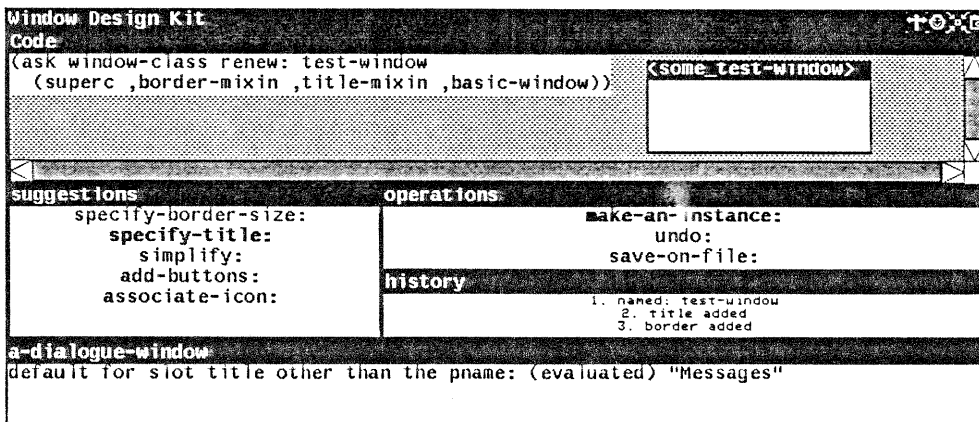 Window Design Kit
Code
(ask window-class renew: test-window
(superc ,border-mixin ,title-mixin ,basic-window))
<some_test-window>
suggestions
specify-border-size:
specify-title:
simplify:
add-buttons:
associate-icon:
operations
make-an-instance:
undo:
save-on-file:
history
1. named: test-window
2. title added
3. border added
a-dialogue-window
default for slot title other than the pname: (evaluated) "Messages"